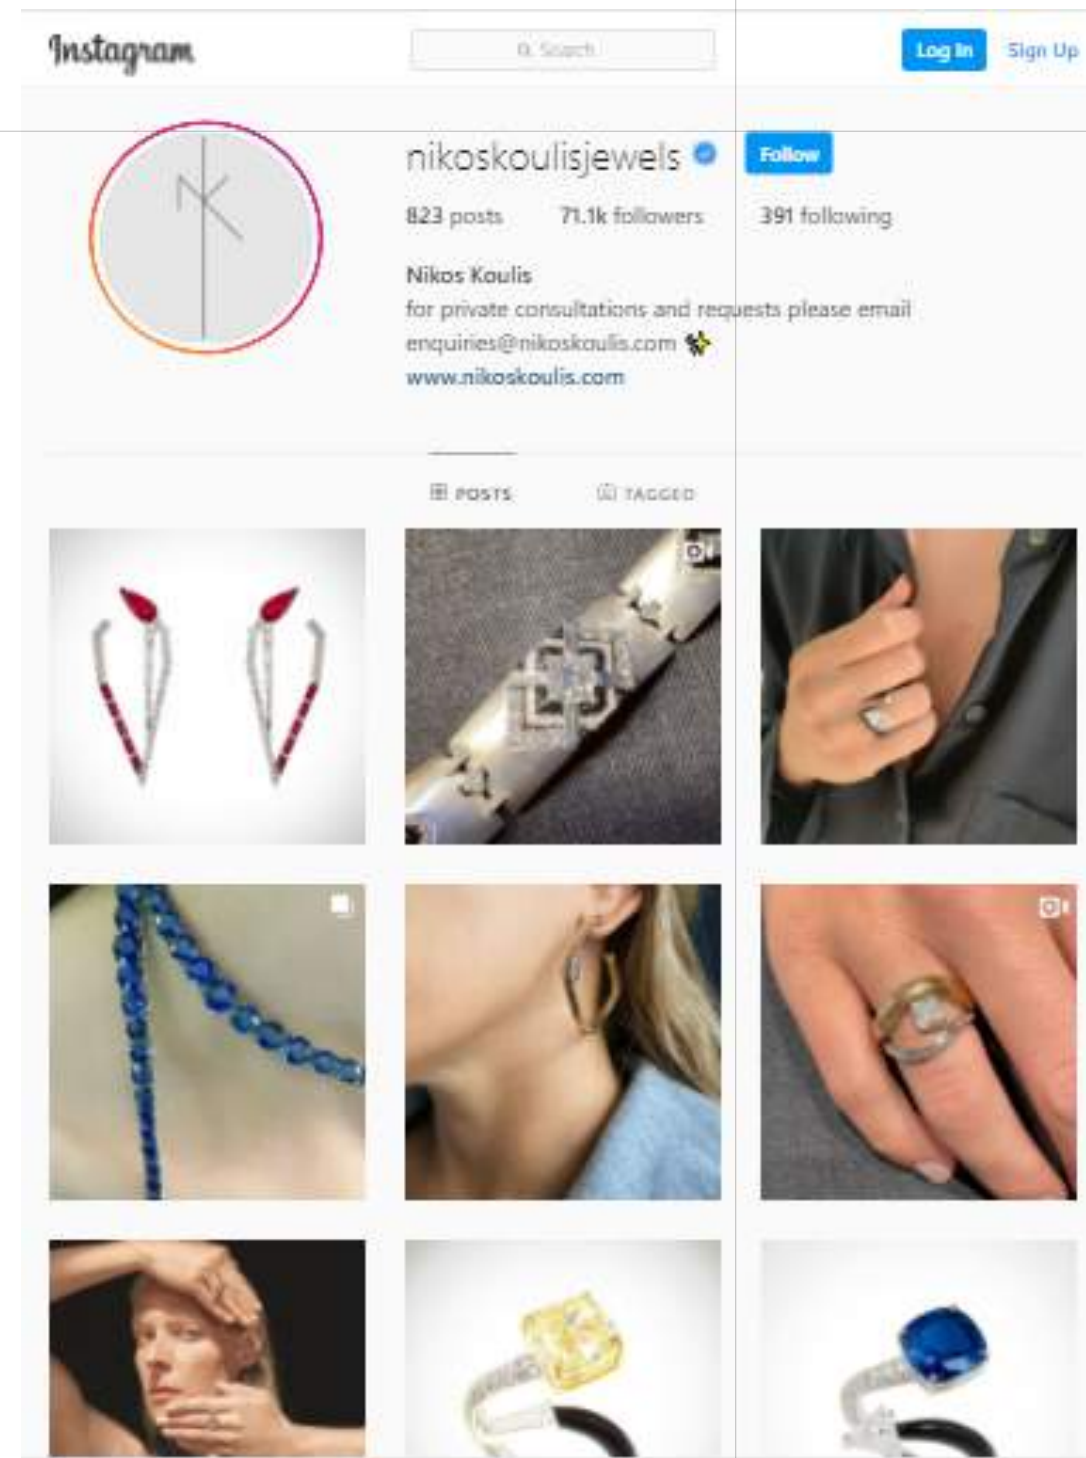 Instagram
Search
Log In
Sign Up
nikoskoulisjewels
Follow
823 posts
71.1k followers
391 following
Nikos Koulis
for private consultations and requests please email
enquiries@nikoskoulis.com
www.nikoskoulis.com
POSTS
TAGGED